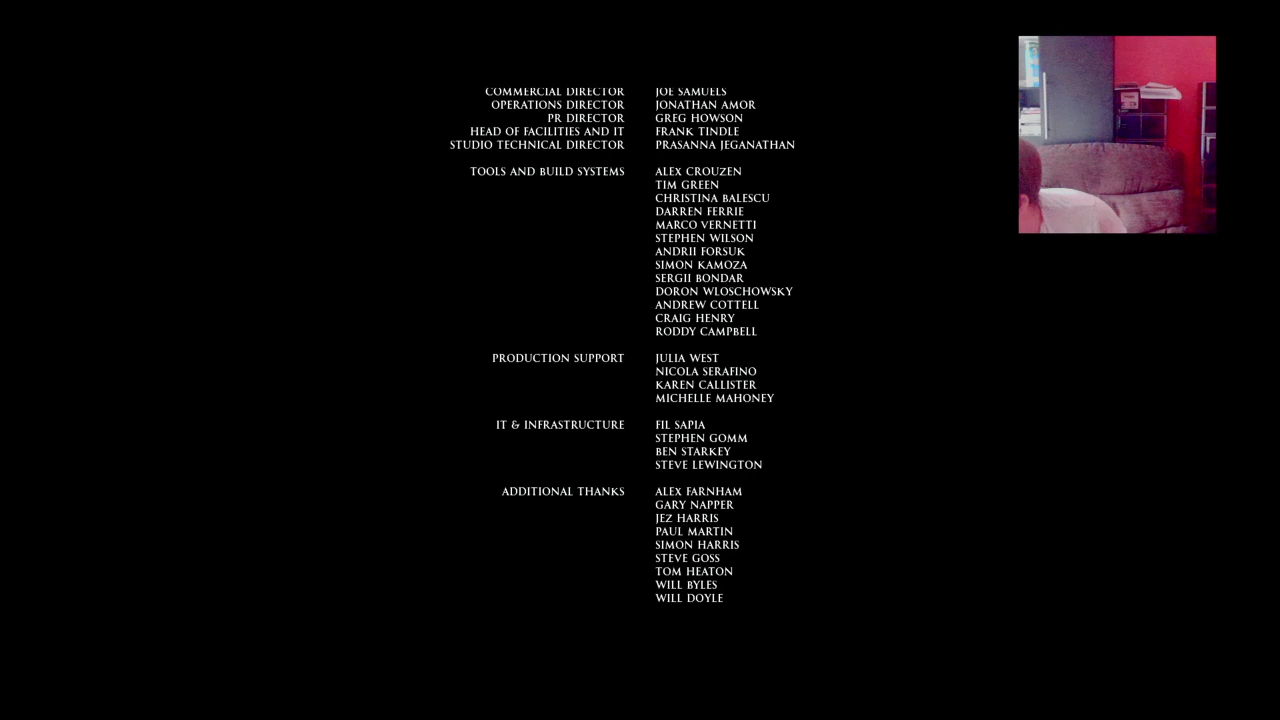 COMMERCIAL DIRECTOR JOE SAMUELS
OPERATIONS DIRECTOR JONATHAN AMOR
PR DIRECTOR GREG HOWSON
HEAD OF FACILITIES AND IT FRANK TINDLE
STUDIO TECHNICAL DIRECTOR PRASANNA JEGANATHAN
TOOLS AND BUILD SYSTEMS ALEX CROUZEN
TIM GREEN
CHRISTINA BALESCU
DARREN FERRIE
MARCO VERNETTI
STEPHEN WILSON
ANDRII FORSUK
SIMON KAMOZA
SERGII BONDAR
DORON WLOSCHOWSKY
ANDREW COTTELL
CRAIG HENRY
RODDY CAMPBELL
PRODUCTION SUPPORT JULIA WEST
NICOLA SERAFINO
KAREN CALLISTER
MICHELLE MAHONEY
IT & INFRASTRUCTURE FIL SAPIA
STEPHEN GOMM
BEN STARKEY
STEVE LEWINGTON
ADDITIONAL THANKS ALEX FARNHAM
GARY NAPPER
JEZ HARRIS
PAUL MARTIN
SIMON HARRIS
STEVE GOSS
TOM HEATON
WILL BYLES
WILL DOYLE